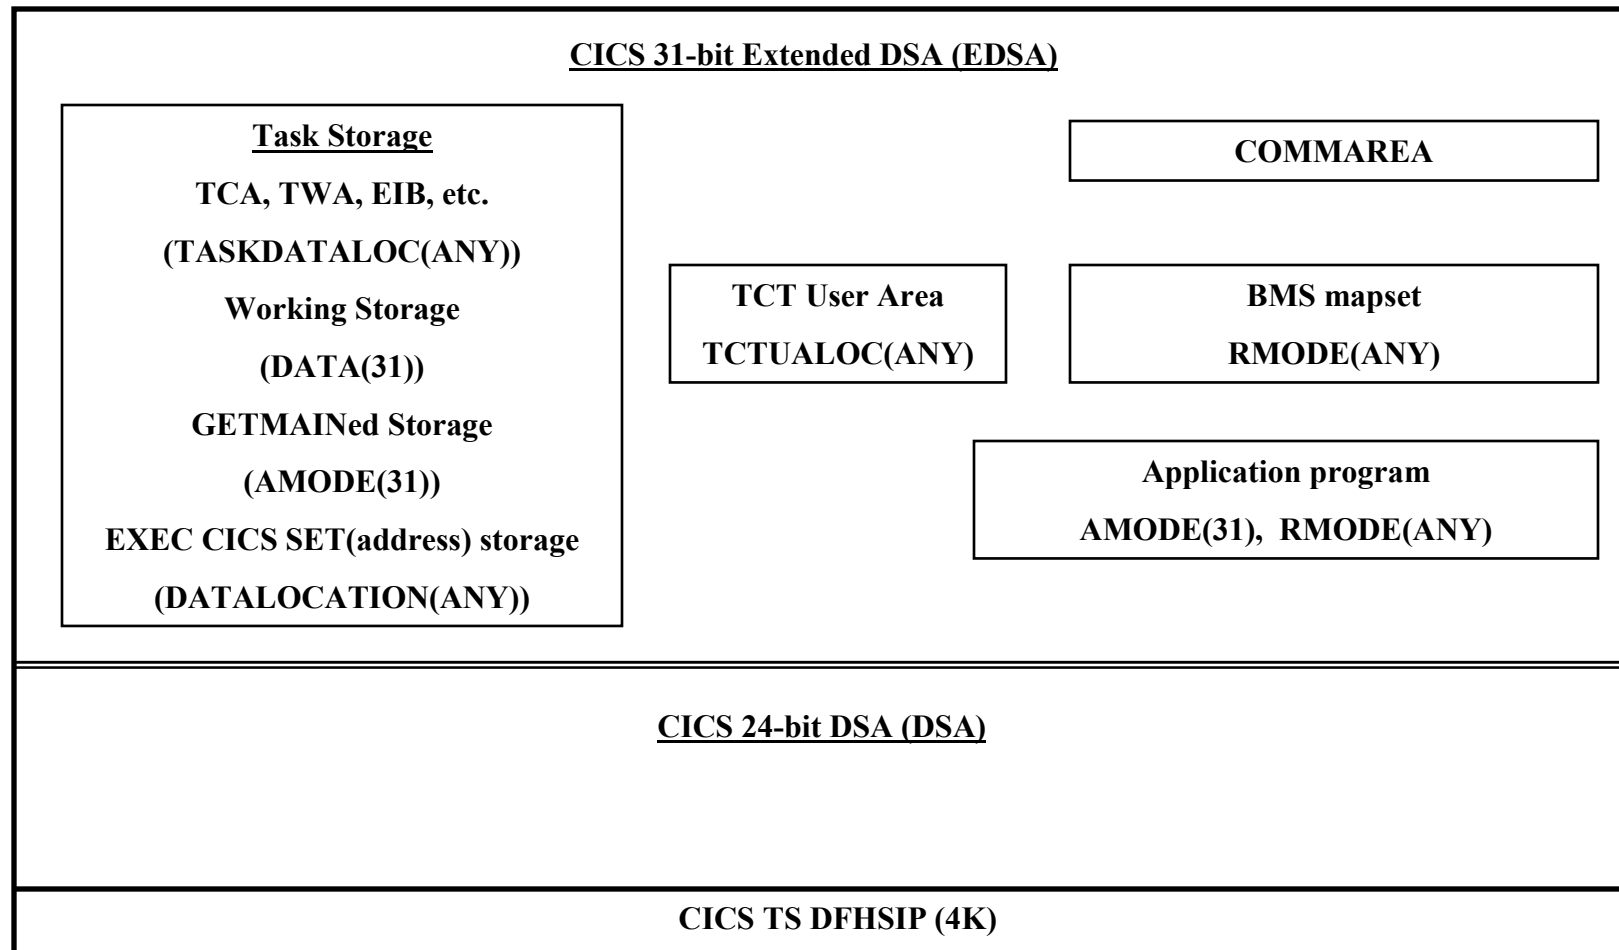 CICS 31-bit Extended DSA (EDSA)
Task Storage
TCA, TWA, EIB, etc.
(TASKDATALOC(ANY))
Working Storage
(DATA(31))
GETMAINed Storage
(AMODE(31))
EXEC CICS SET(address) storage
(DATALOCATION(ANY))
TCT User Area
TCTUALOC(ANY)
COMMAREA
BMS mapset
RMODE(ANY)
Application program
AMODE(31), RMODE(ANY)
CICS 24-bit DSA (DSA)
CICS TS DFHSIP (4K)